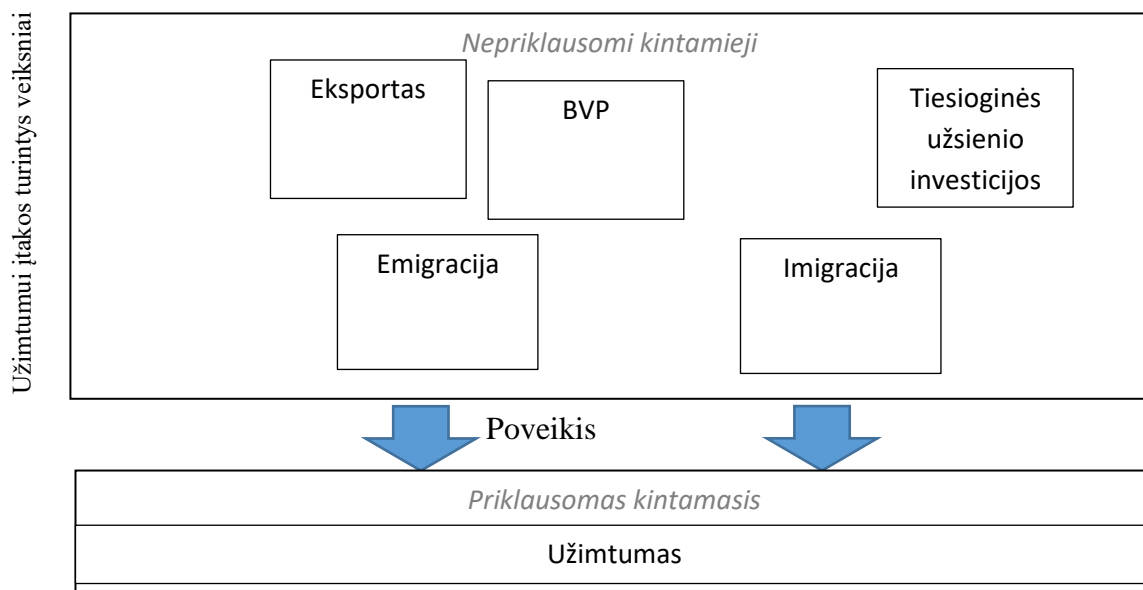 Užimtumui įtakos turintys veiksniai
Nepriklausomi kintamieji
Eksportas
BVP
Tiesioginės
užsienio
investicijos
Emigracija
Imigracija
Poveikis
Priklausomas kintamasis
Užimtumas